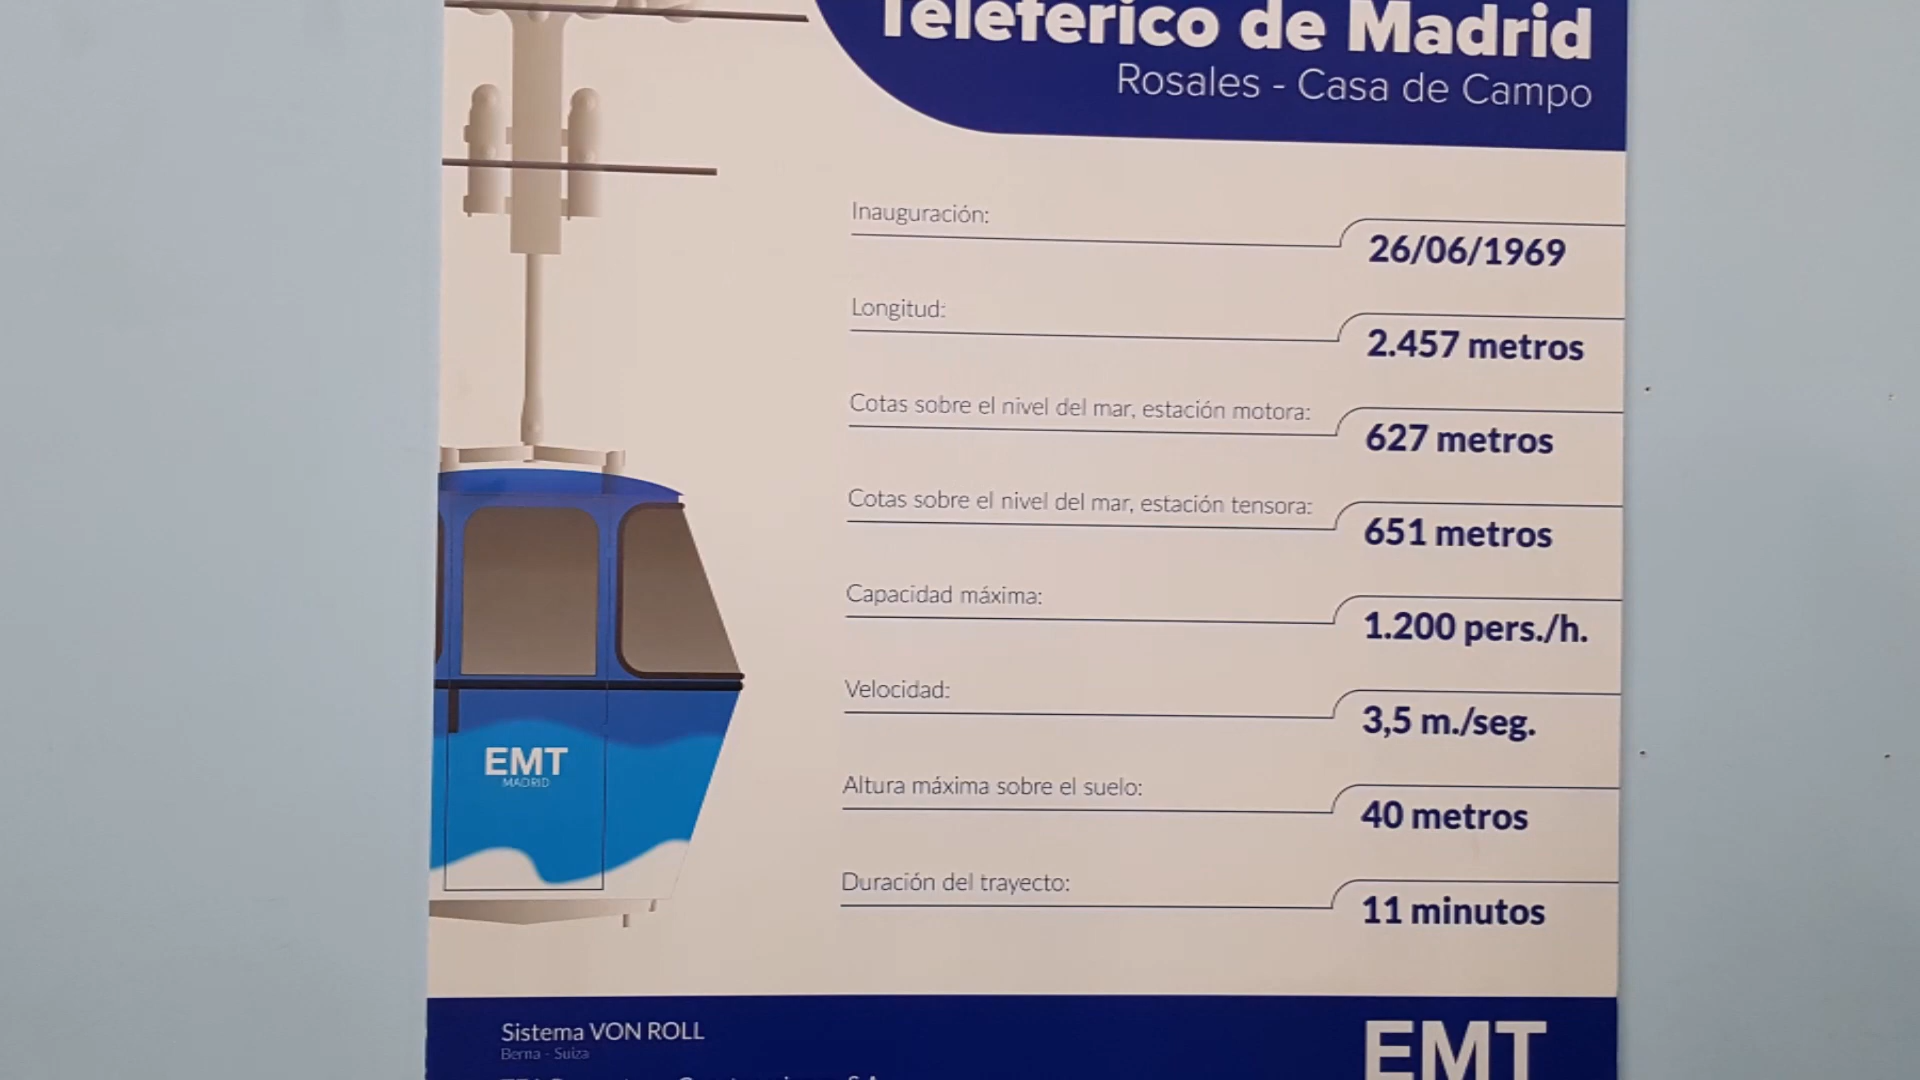 Teleférico de Madrid
Rosales - Casa de Campo
Inauguración:
26/06/1969
Longitud:
2.457 metros
Cotas sobre el nivel del mar, estación motora:
627 metros
Cotas sobre el nivel del mar, estación tensora:
651 metros
Capacidad máxima:
1.200 pers./h.
Velocidad:
3,5 m./seg.
Altura máxima sobre el suelo:
40 metros
Duración del trayecto:
11 minutos
EMT
MADRID
Sistema VON ROLL
Berna - Suiza
EMT